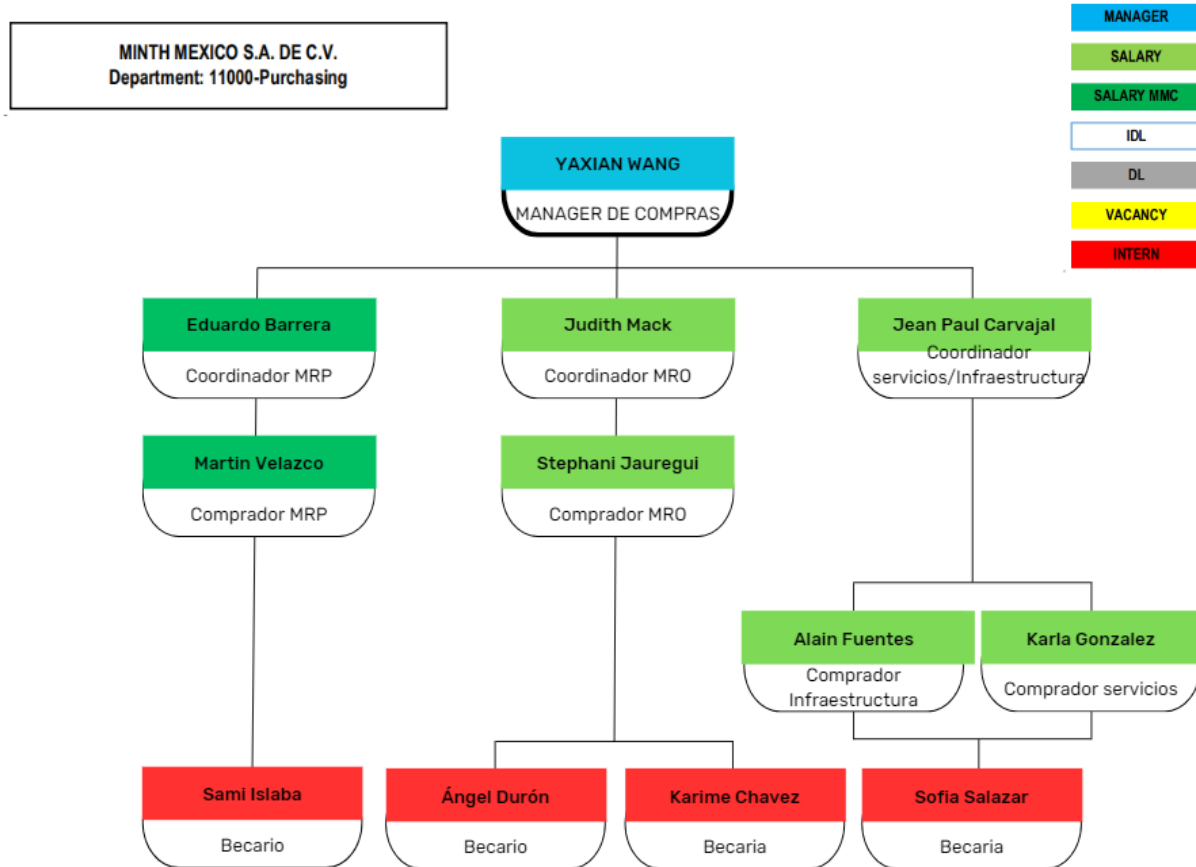 MINTH MEXICO S.A. DE C.V.
Department: 11000-Purchasing
MANAGER
SALARY
SALARY MMC
IDL
DL
VACANCY
INTERN
YAXIAN WANG
MANAGER DE COMPRAS
Eduardo Barrera
Coordinador MRP
Judith Mack
Coordinador MRO
Jean Paul Carvajal
Coordinador
servicios/Infraestructura
Martin Velazco
Comprador MRP
Stephani Jauregui
Comprador MRO
Alain Fuentes
Comprador
Infraestructura
Karla Gonzalez
Comprador servicios
Sami Islaba
Becario
Ángel Durón
Becario
Karime Chavez
Becaria
Sofia Salazar
Becaria